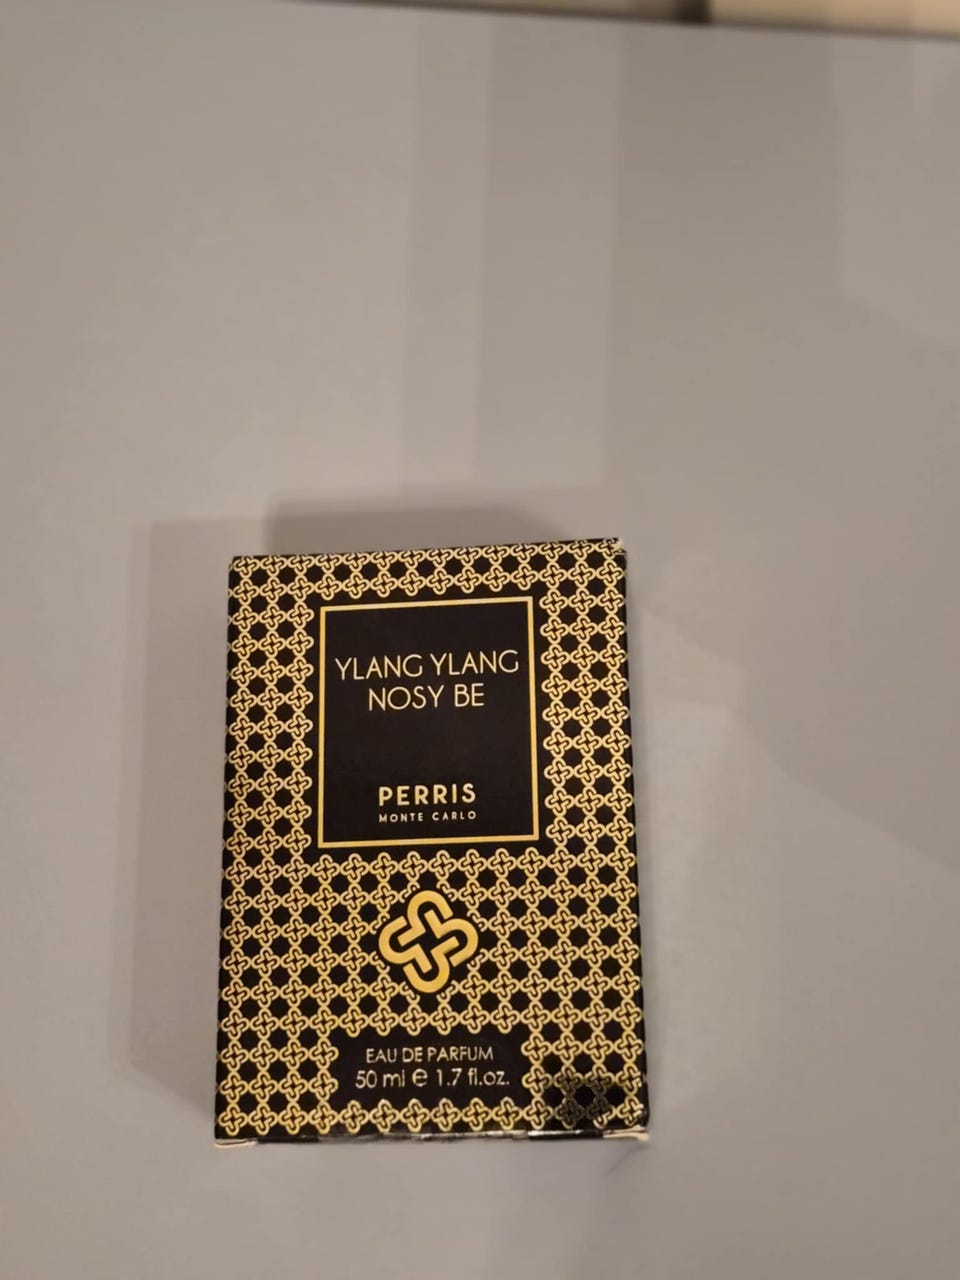 YLANG YLANG
NOSY BE
PERRIS
MONTE CARLO
EAU DE PARFUM
50 ml e 1.7 fl.oz.